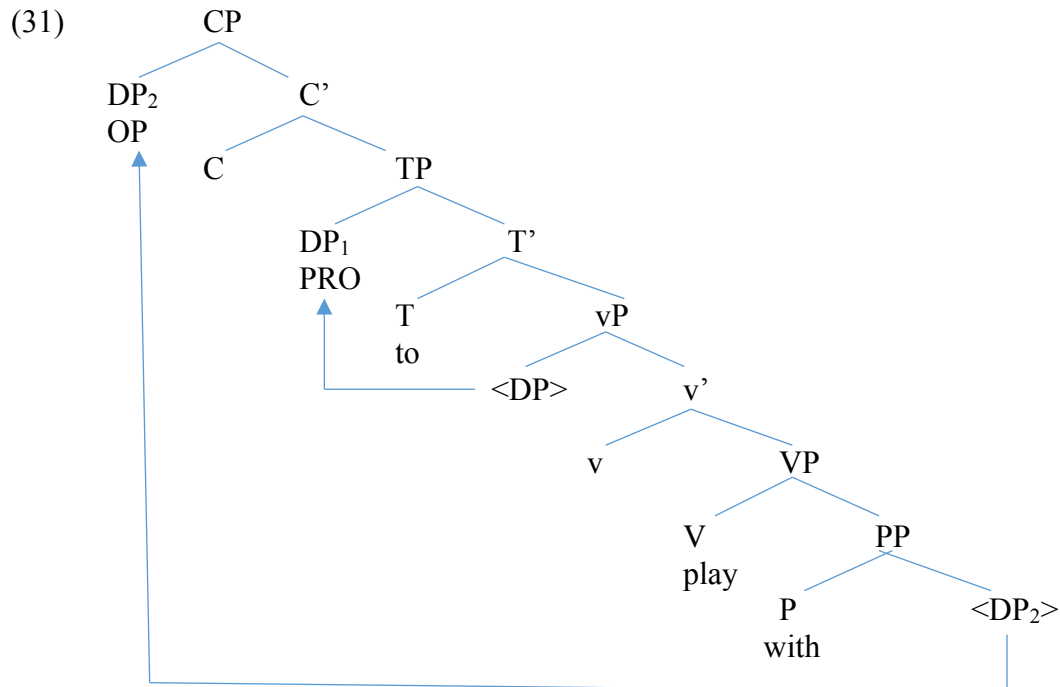 (31) CP
DP₂ C’
OP
C TP
DP₁ T’
PRO
T vP
to
<DP> v’
v VP
V PP
play
P <DP₂>
with